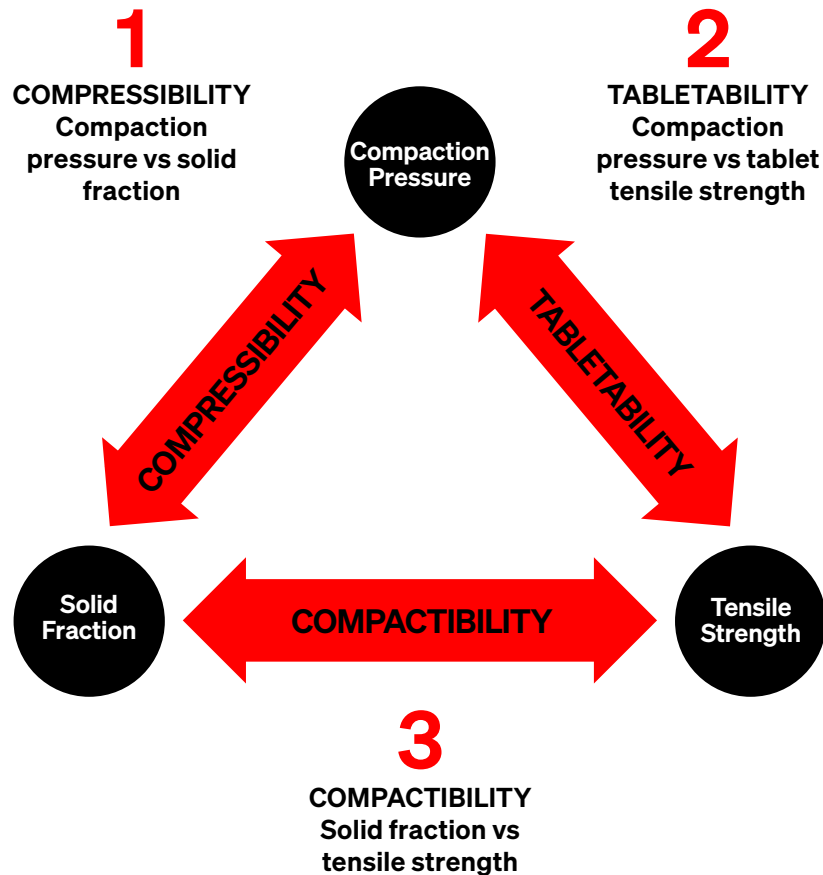 1
COMPRESSIBILITY
Compaction
pressure vs solid
fraction
2
TABLETABILITY
Compaction
pressure vs tablet
tensile strength
Compaction
Pressure
COMPRESSIBILITY
TABLETABILITY
Solid
Fraction
COMPACTIBILITY
Tensile
Strength
3
COMPACTIBILITY
Solid fraction vs
tensile strength